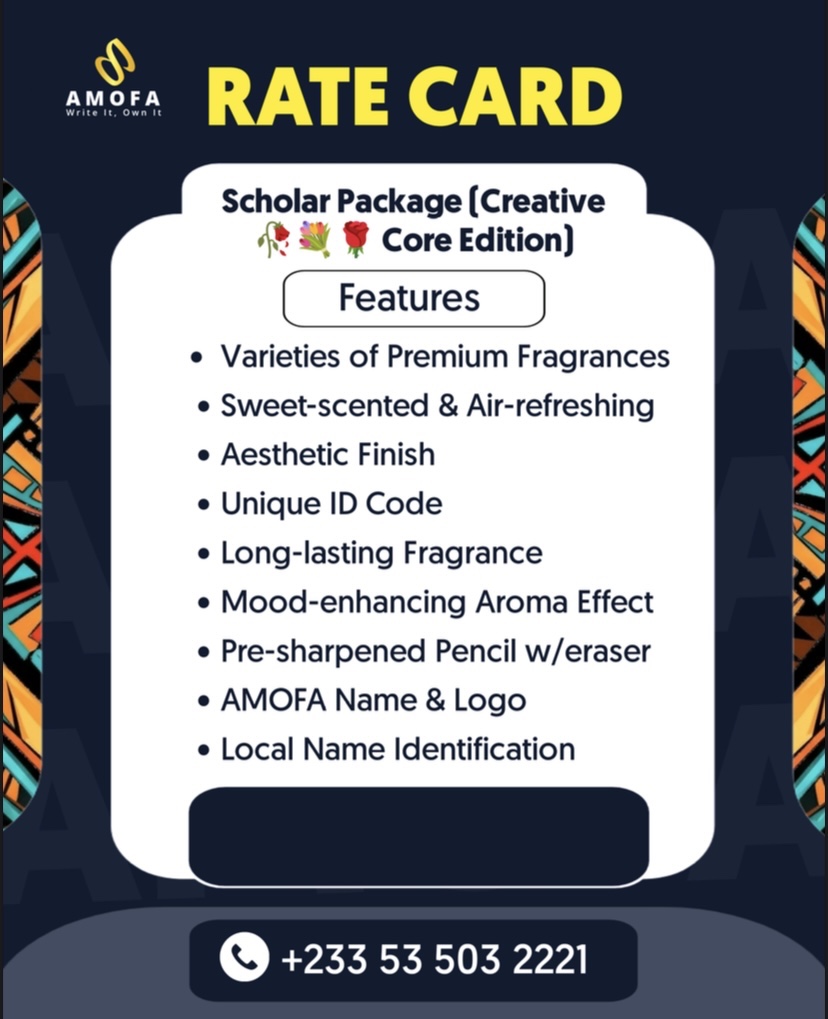 AMOFA
Write It, Own It
RATE CARD
Scholar Package (Creative
🥀💐🌹 Core Edition)
Features
• Varieties of Premium Fragrances
• Sweet-scented & Air-refreshing
• Aesthetic Finish
• Unique ID Code
• Long-lasting Fragrance
• Mood-enhancing Aroma Effect
• Pre-sharpened Pencil w/eraser
• AMOFA Name & Logo
• Local Name Identification
+233 53 503 2221